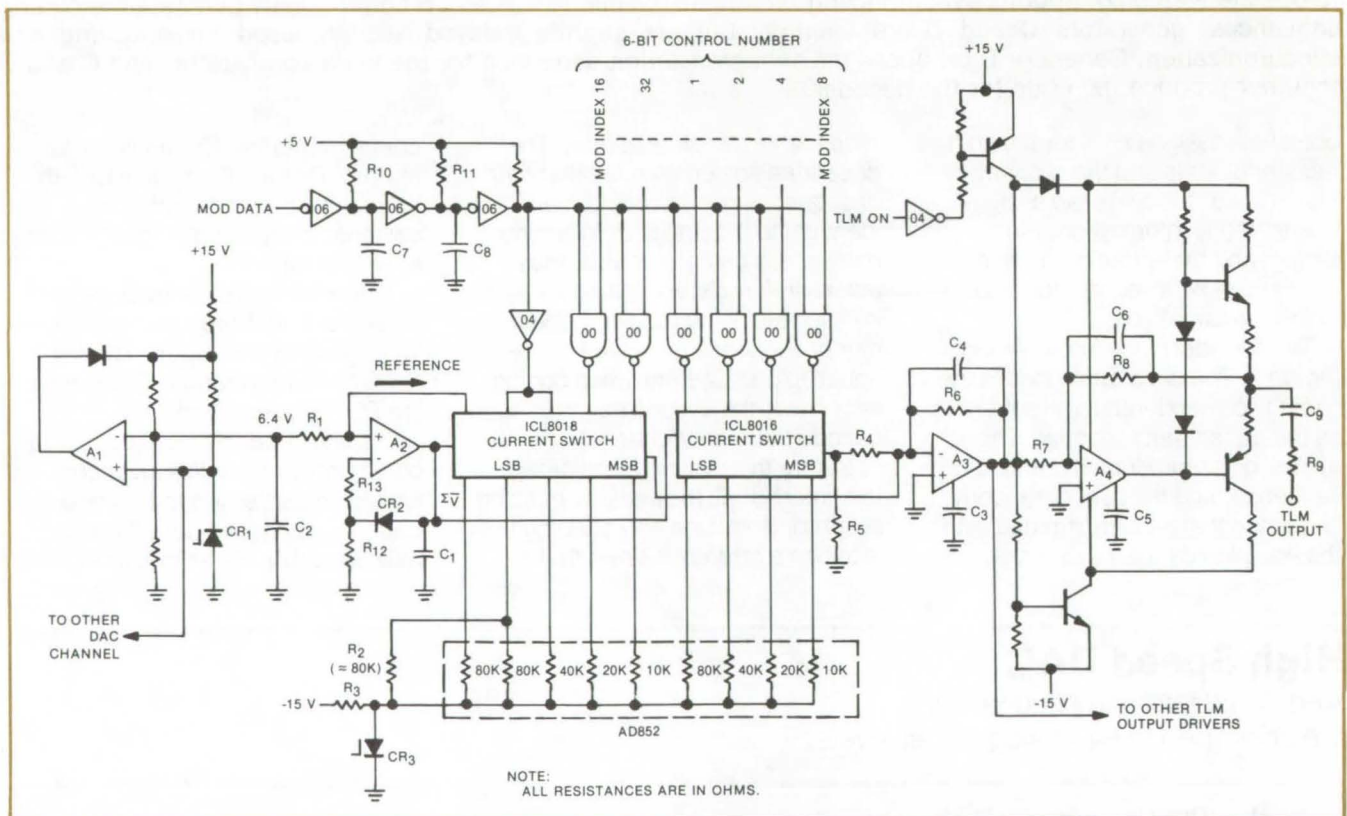 6-BIT CONTROL NUMBER
MOD INDEX 16
32
1
2
4
MOD INDEX 8
+15 V
+5 V
R10
R11
MOD DATA
06
06
06
C7
C8
TLM ON
04
+15 V
04
00
00
00
00
00
00
C6
R8
C4
R6
C9
R9
TLM
OUTPUT
REFERENCE
6.4 V
R1
A1
-
+
A2
+
-
ICL8018
CURRENT SWITCH
LSB
MSB
ICL8016
CURRENT SWITCH
LSB
MSB
R4
A3
-
+
R7
A4
-
+
R13
CR2
ΣV̅
CR1
C2
R12
C1
R5
C3
C5
TO OTHER
DAC
CHANNEL
R2
(≈ 80K)
80K
80K
40K
20K
10K
80K
40K
20K
10K
R3
-15 V
AD852
CR3
-15 V
TO OTHER TLM
OUTPUT DRIVERS
NOTE:
ALL RESISTANCES ARE IN OHMS.